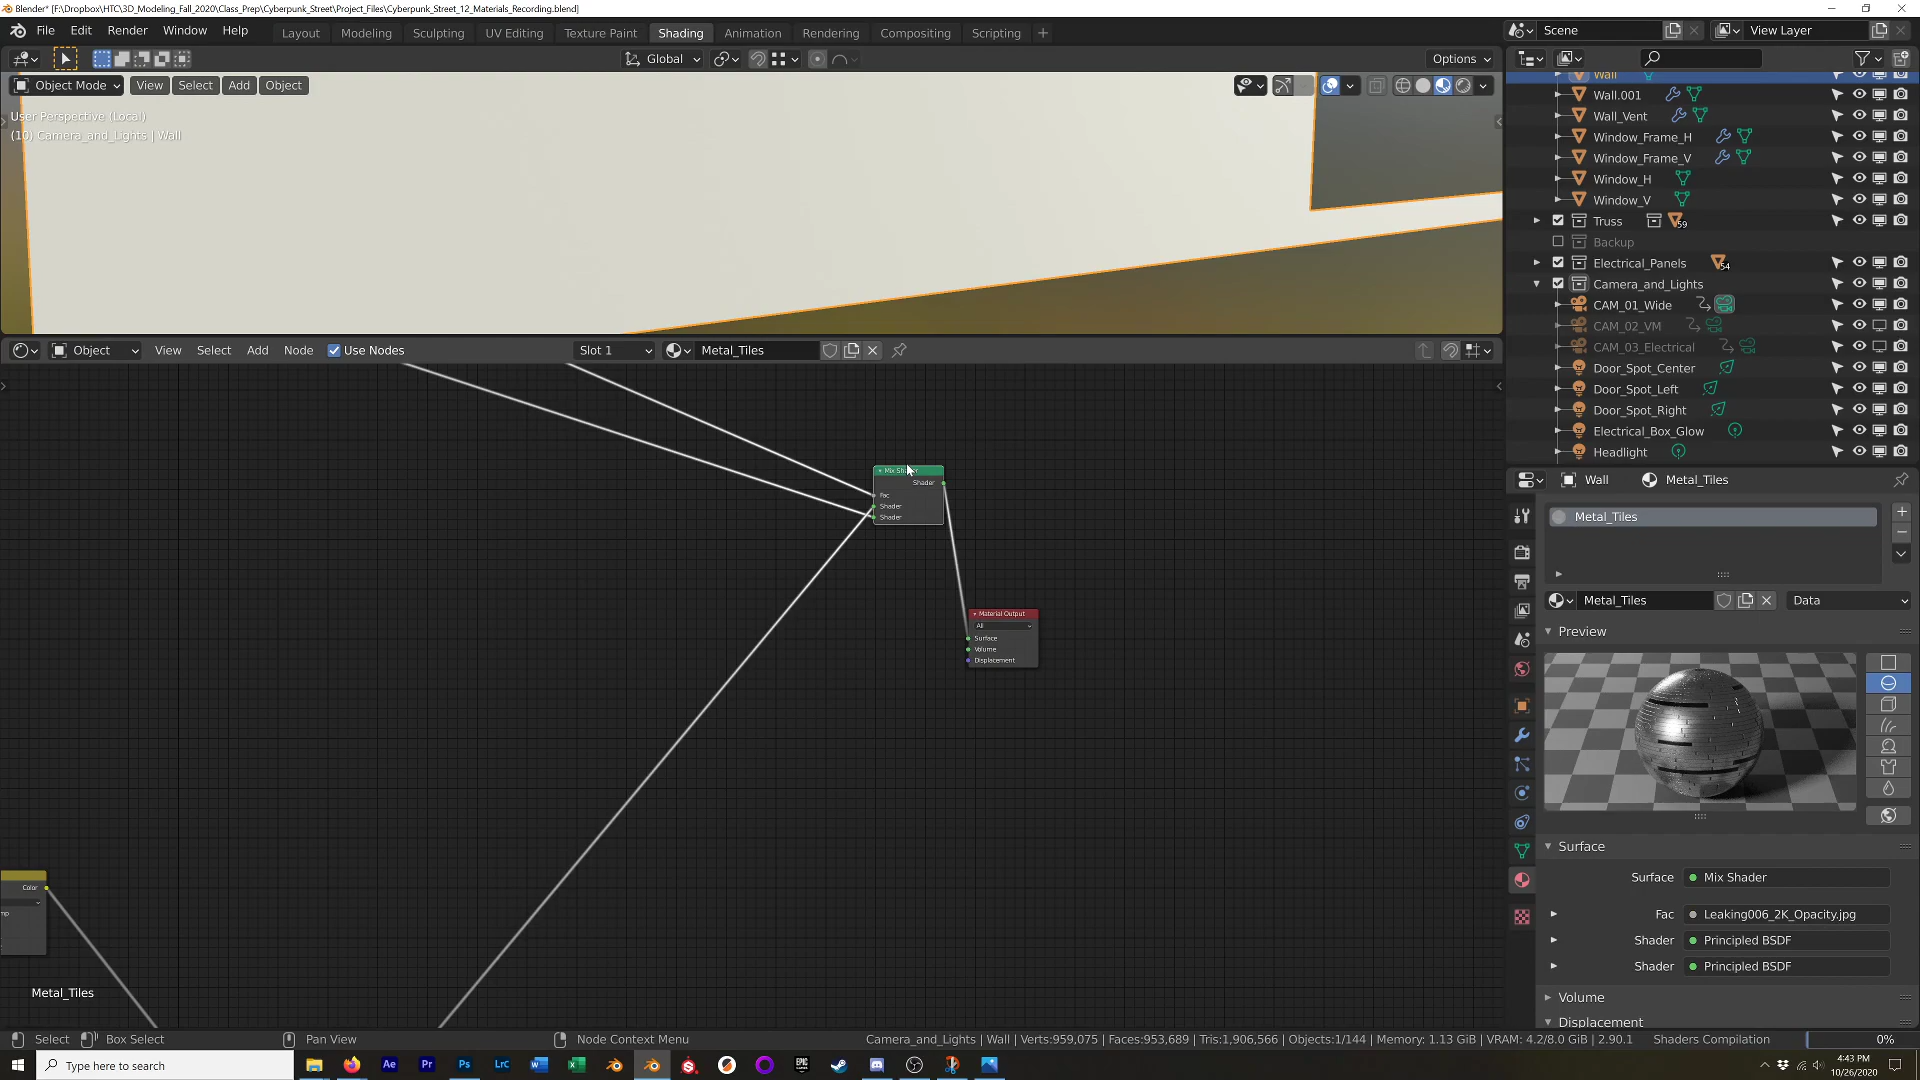 Blender* [F:\Dropbox\HTC\3D_Modeling_Fall_2020\Class_Prep\Cyberpunk_Street\Project_Files\Cyberpunk_Street_12_Materials_Recording.blend]
File Edit Render Window Help Layout Modeling Sculpting UV Editing Texture Paint Shading Animation Rendering Compositing Scripting + Scene View Layer
Global Options
Object Mode View Select Add Object
User Perspective (Local)
(10) Camera_and_Lights | Wall
Wall
Wall.001
Wall_Vent
Window_Frame_H
Window_Frame_V
Window_H
Window_V
Truss 59
Backup
Electrical_Panels 54
Camera_and_Lights
CAM_01_Wide
CAM_02_VM
CAM_03_Electrical
Door_Spot_Center
Door_Spot_Left
Door_Spot_Right
Electrical_Box_Glow
Headlight
Object View Select Add Node Use Nodes Slot 1 Metal_Tiles
Mix Shader
Shader
Fac
Shader
Shader
Material Output
All
Surface
Volume
Displacement
Color
Metal_Tiles
Wall Metal_Tiles
Metal_Tiles
Metal_Tiles Data
Preview
Surface
Surface Mix Shader
Fac Leaking006_2K_Opacity.jpg
Shader Principled BSDF
Shader Principled BSDF
Volume
Displacement
Select Box Select Pan View Node Context Menu Camera_and_Lights | Wall | Verts:959,075 | Faces:953,689 | Tris:1,906,566 | Objects:1/144 | Memory: 1.13 GiB | VRAM: 4.2/8.0 GiB | 2.90.1 Shaders Compilation 0%
Type here to search
Ae Pr Ps Lrc
4:43 PM
10/26/2020